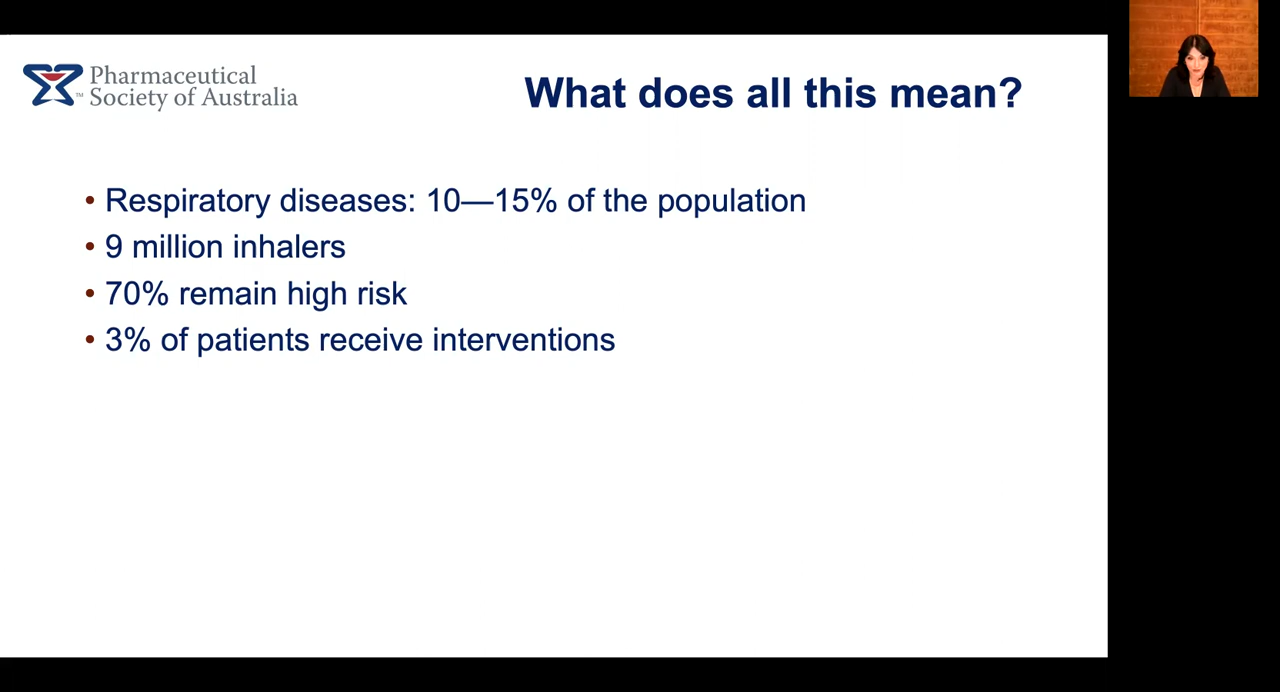 Pharmaceutical
Society of Australia
™
What does all this mean?
• Respiratory diseases: 10—15% of the population
• 9 million inhalers
• 70% remain high risk
• 3% of patients receive interventions